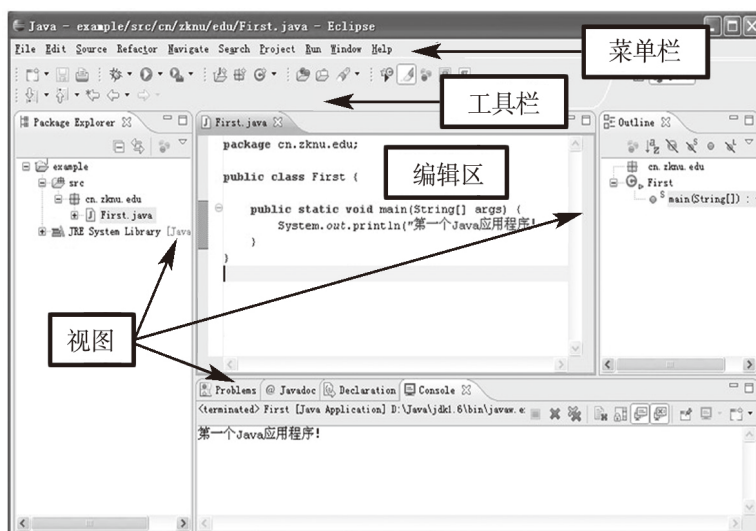 Java - example/src/cn/zknu/edu/First.java - Eclipse
File Edit Source Refactor Navigate Search Project Run Window Help
菜单栏
工具栏
Package Explorer
First.java
Outline
example
src
cn.zknu.edu
First.java
JRE System Library [Java
package cn.zknu.edu;
public class First {
public static void main(String[] args) {
System.out.println("第一个Java应用程序!
}
}
编辑区
cn.zknu.edu
First
main(String[]) :
视图
Problems @ Javadoc Declaration Console
<terminated> First [Java Application] D:\Java\jdk1.6\bin\javaw.e
第一个Java应用程序!